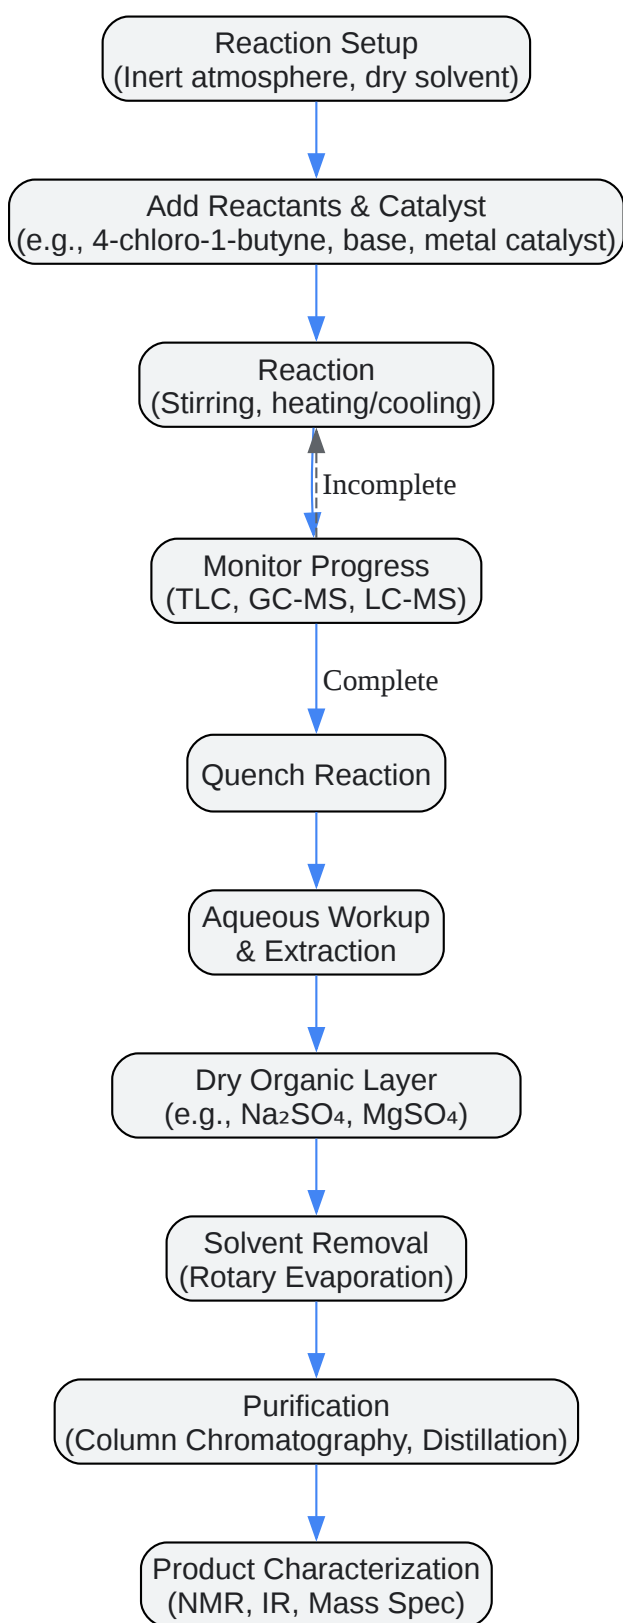 Reaction Setup
(Inert atmosphere, dry solvent)
Add Reactants & Catalyst
(e.g., 4-chloro-1-butyne, base, metal catalyst)
Reaction
(Stirring, heating/cooling)
Incomplete
Monitor Progress
(TLC, GC-MS, LC-MS)
Complete
Quench Reaction
Aqueous Workup
& Extraction
Dry Organic Layer
(e.g., Na₂SO₄, MgSO₄)
Solvent Removal
(Rotary Evaporation)
Purification
(Column Chromatography, Distillation)
Product Characterization
(NMR, IR, Mass Spec)